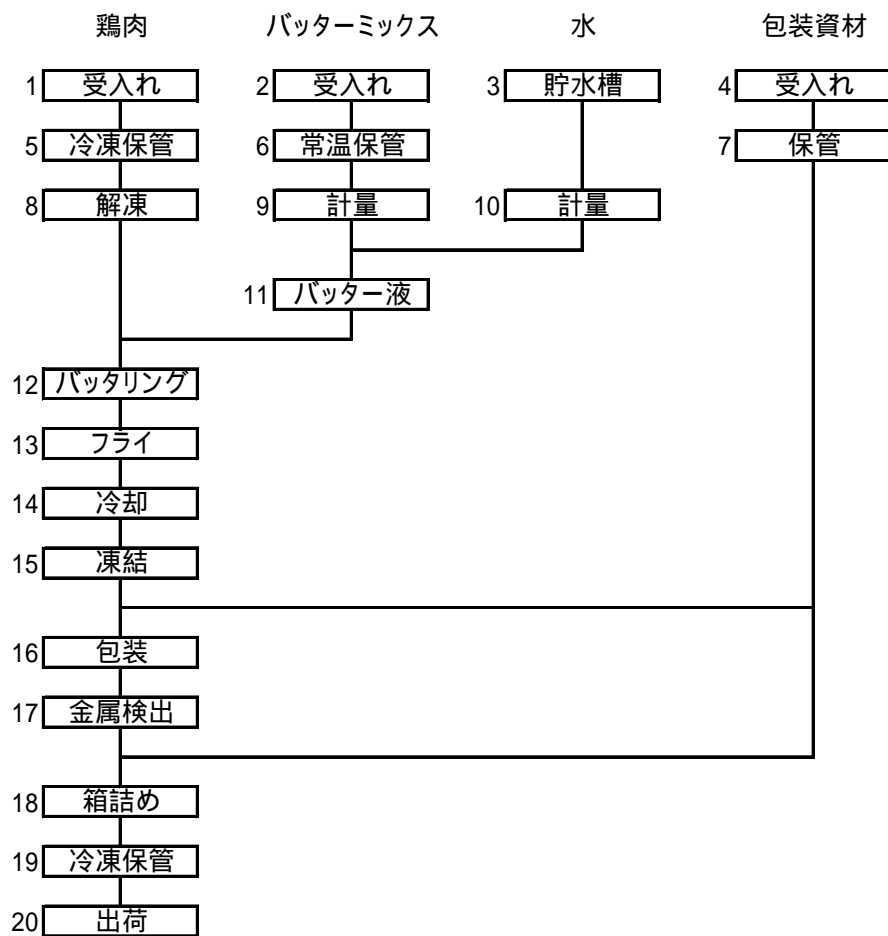 鶏肉 バッターミックス 水 包装資材
1 受入れ 2 受入れ 3 貯水槽 4 受入れ
5 冷凍保管 6 常温保管 7 保管
8 解凍 9 計量 10 計量
11 バッター液
12 バッタリング
13 フライ
14 冷却
15 凍結
16 包装
17 金属検出
18 箱詰め
19 冷凍保管
20 出荷